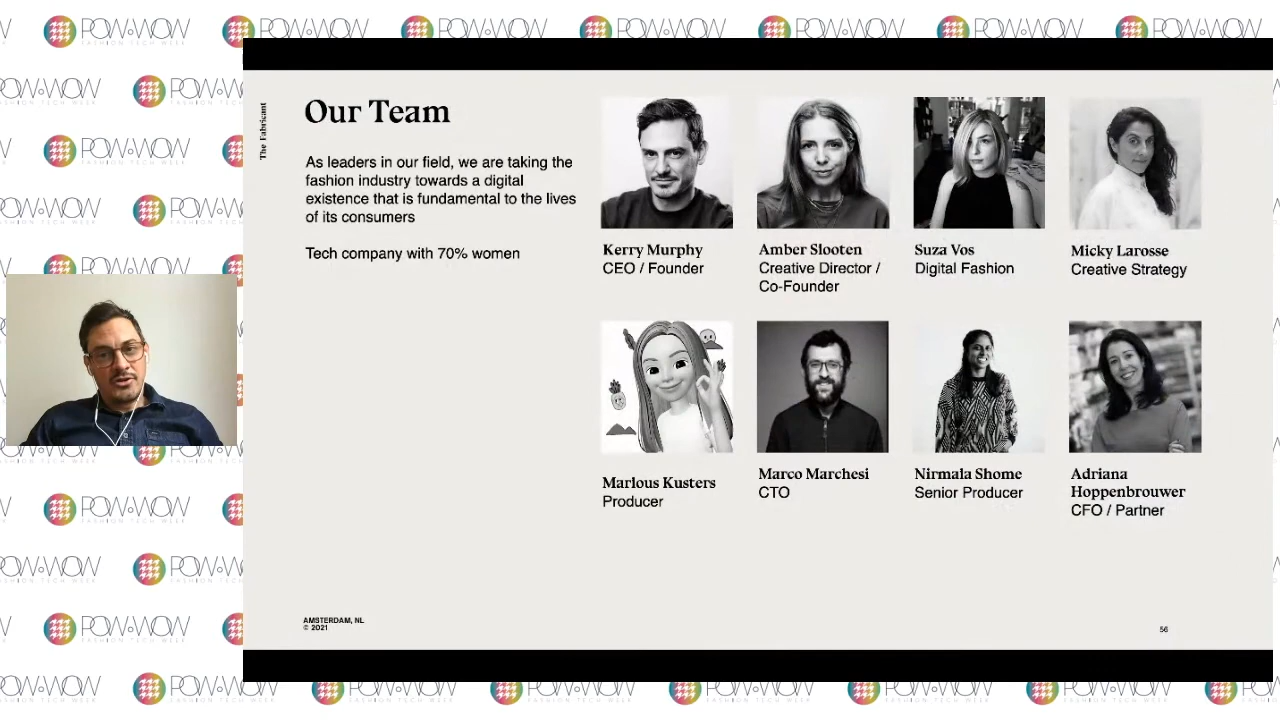 POW.WOW
FASHION TECH WEEK
The Fabricant
Our Team
As leaders in our field, we are taking the
fashion industry towards a digital
existence that is fundamental to the lives
of its consumers
Tech company with 70% women
Kerry Murphy
CEO / Founder
Amber Slooten
Creative Director /
Co-Founder
Suza Vos
Digital Fashion
Micky Larosse
Creative Strategy
Marlous Kusters
Producer
Marco Marchesi
CTO
Nirmala Shome
Senior Producer
Adriana
Hoppenbrouwer
CFO / Partner
AMSTERDAM, NL
© 2021
56